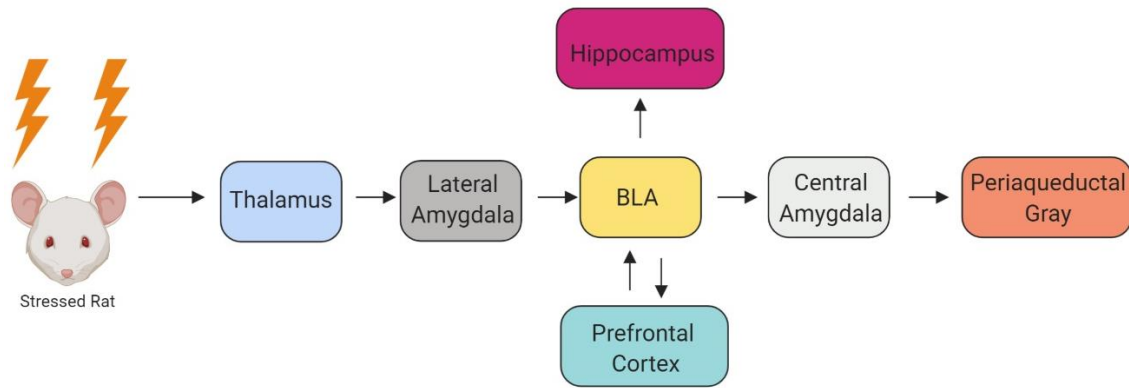 Hippocampus
Stressed Rat
Thalamus
Lateral
Amygdala
BLA
Central
Amygdala
Periaqueductal
Gray
Prefrontal
Cortex